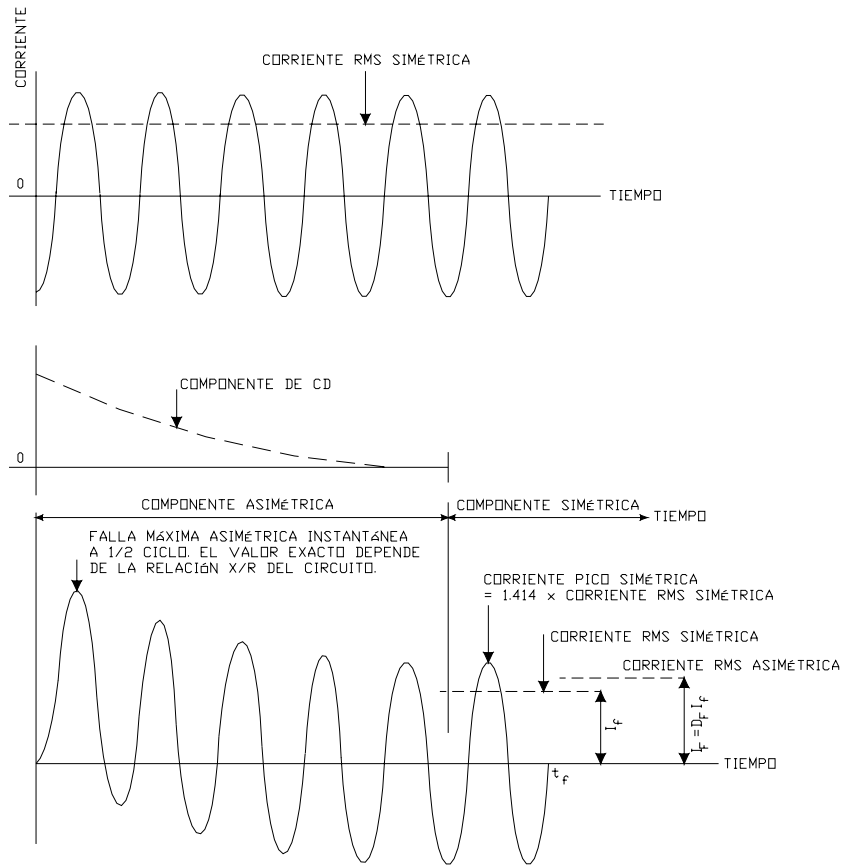 CORRIENTE
CORRIENTE RMS SIMéTRICA
0
TIEMPO
COMPONENTE DE CD
0
COMPONENTE ASIMéTRICA
COMPONENTE SIMéTRICA
TIEMPO
FALLA MáXIMA ASIMéTRICA INSTANTáNEA
A 1/2 CICLO. EL VALOR EXACTO DEPENDE
DE LA RELACIóN X/R DEL CIRCUITO.
CORRIENTE PICO SIMéTRICA
= 1.414 x CORRIENTE RMS SIMéTRICA
CORRIENTE RMS SIMéTRICA
CORRIENTE RMS ASIMéTRICA
I_f
I_F = D_F I_f
TIEMPO
t_f